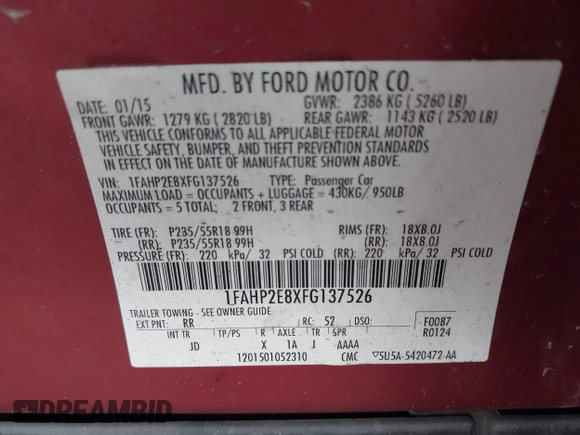 MFD. BY FORD MOTOR CO.
DATE: 01/15 GVWR: 2386 KG ( 5260 LB)
FRONT GAWR: 1279 KG ( 2820 LB) REAR GAWR: 1143 KG ( 2520 LB)
THIS VEHICLE CONFORMS TO ALL APPLICABLE FEDERAL MOTOR
VEHICLE SAFETY, BUMPER, AND THEFT PREVENTION STANDARDS
IN EFFECT ON THE DATE OF MANUFACTURE SHOWN ABOVE.
VIN: 1FAHP2E8XFG137526 TYPE: Passenger Car
MAXIMUM LOAD = OCCUPANTS + LUGGAGE = 430KG/ 950LB
OCCUPANTS = 5 TOTAL; 2 FRONT, 3 REAR
TIRE (FR): P235/55R18 99H RIMS (FR): 18X8.0J
(RR): P235/55R18 99H (RR): 18X8.0J
PRESSURE (FR): 220 kPa/ 32 PSI COLD (RR): 220 kPa/ 32 PSI COLD
1FAHP2E8XFG137526
TRAILER TOWING - SEE OWNER GUIDE.
EXT PNT: RR RC: 52 DSO: F0087
INT TR TP/PS R AXLE TR SPR R0124
JD X 1A J AAAA
1201501052310 CMC ▽5U5A-5420472-AA
DREAMBID